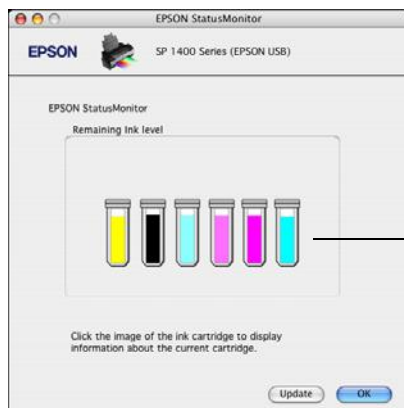 EPSON StatusMonitor
EPSON
SP 1400 Series (EPSON USB)
EPSON StatusMonitor
Remaining Ink level
Click the image of the ink cartridge to display
information about the current cartridge.
Update OK